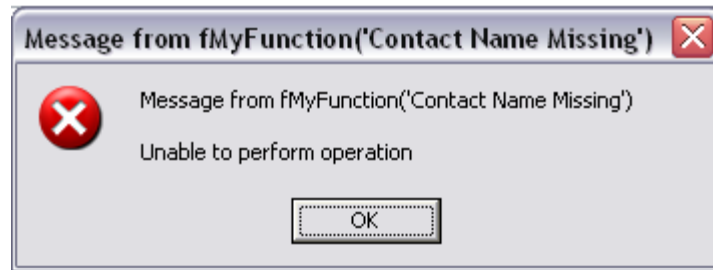 Message from fMyFunction('Contact Name Missing')
Message from fMyFunction('Contact Name Missing')
Unable to perform operation
OK